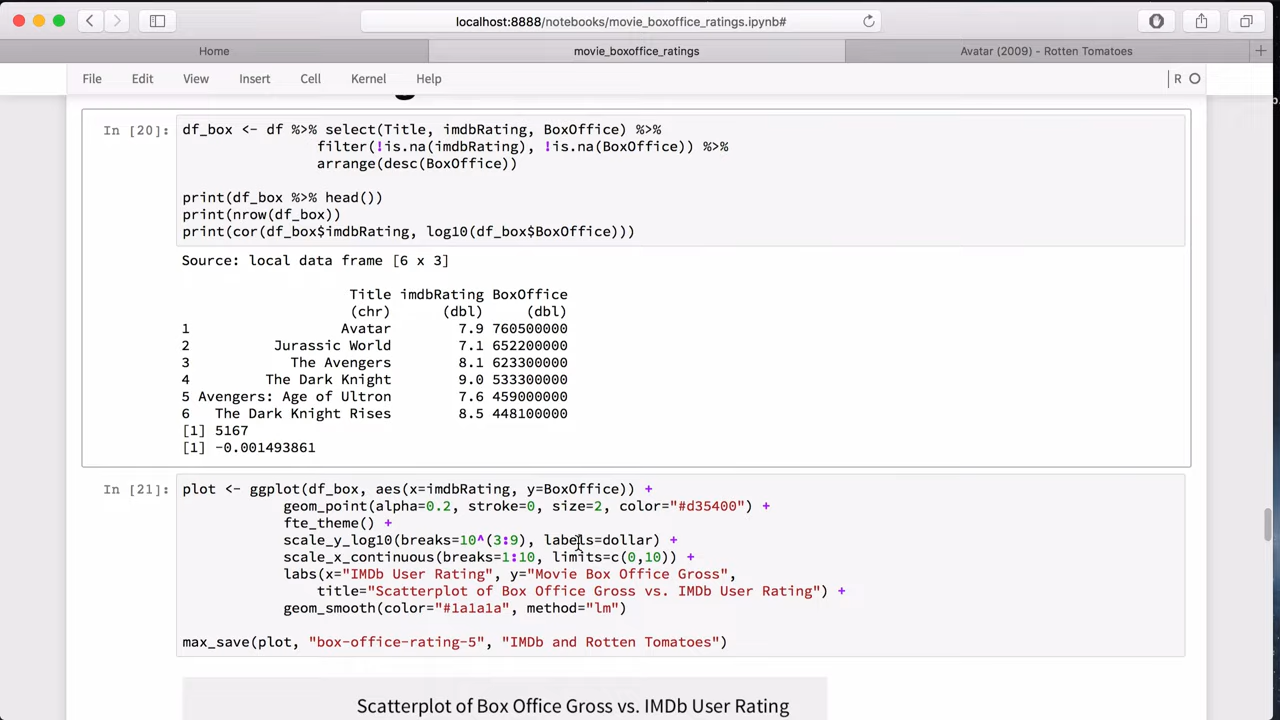 localhost:8888/notebooks/movie_boxoffice_ratings.ipynb#
Home
movie_boxoffice_ratings
Avatar (2009) - Rotten Tomatoes
File Edit View Insert Cell Kernel Help
R
In [20]:
df_box <- df %>% select(Title, imdbRating, BoxOffice) %>%
                filter(!is.na(imdbRating), !is.na(BoxOffice)) %>%
                arrange(desc(BoxOffice))
print(df_box %>% head())
print(nrow(df_box))
print(cor(df_box$imdbRating, log10(df_box$BoxOffice)))
Source: local data frame [6 x 3]
                    Title imdbRating BoxOffice
                    (chr)      (dbl)     (dbl)
1                  Avatar        7.9 760500000
2          Jurassic World        7.1 652200000
3            The Avengers        8.1 623300000
4         The Dark Knight        9.0 533300000
5 Avengers: Age of Ultron        7.6 459000000
6   The Dark Knight Rises        8.5 448100000
[1] 5167
[1] -0.001493861
In [21]:
plot <- ggplot(df_box, aes(x=imdbRating, y=BoxOffice)) +
            geom_point(alpha=0.2, stroke=0, size=2, color="#d35400") +
            fte_theme() +
            scale_y_log10(breaks=10^(3:9), labels=dollar) +
            scale_x_continuous(breaks=1:10, limits=c(0,10)) +
            labs(x="IMDb User Rating", y="Movie Box Office Gross",
                title="Scatterplot of Box Office Gross vs. IMDb User Rating") +
            geom_smooth(color="#1a1a1a", method="lm")
max_save(plot, "box-office-rating-5", "IMDb and Rotten Tomatoes")
Scatterplot of Box Office Gross vs. IMDb User Rating